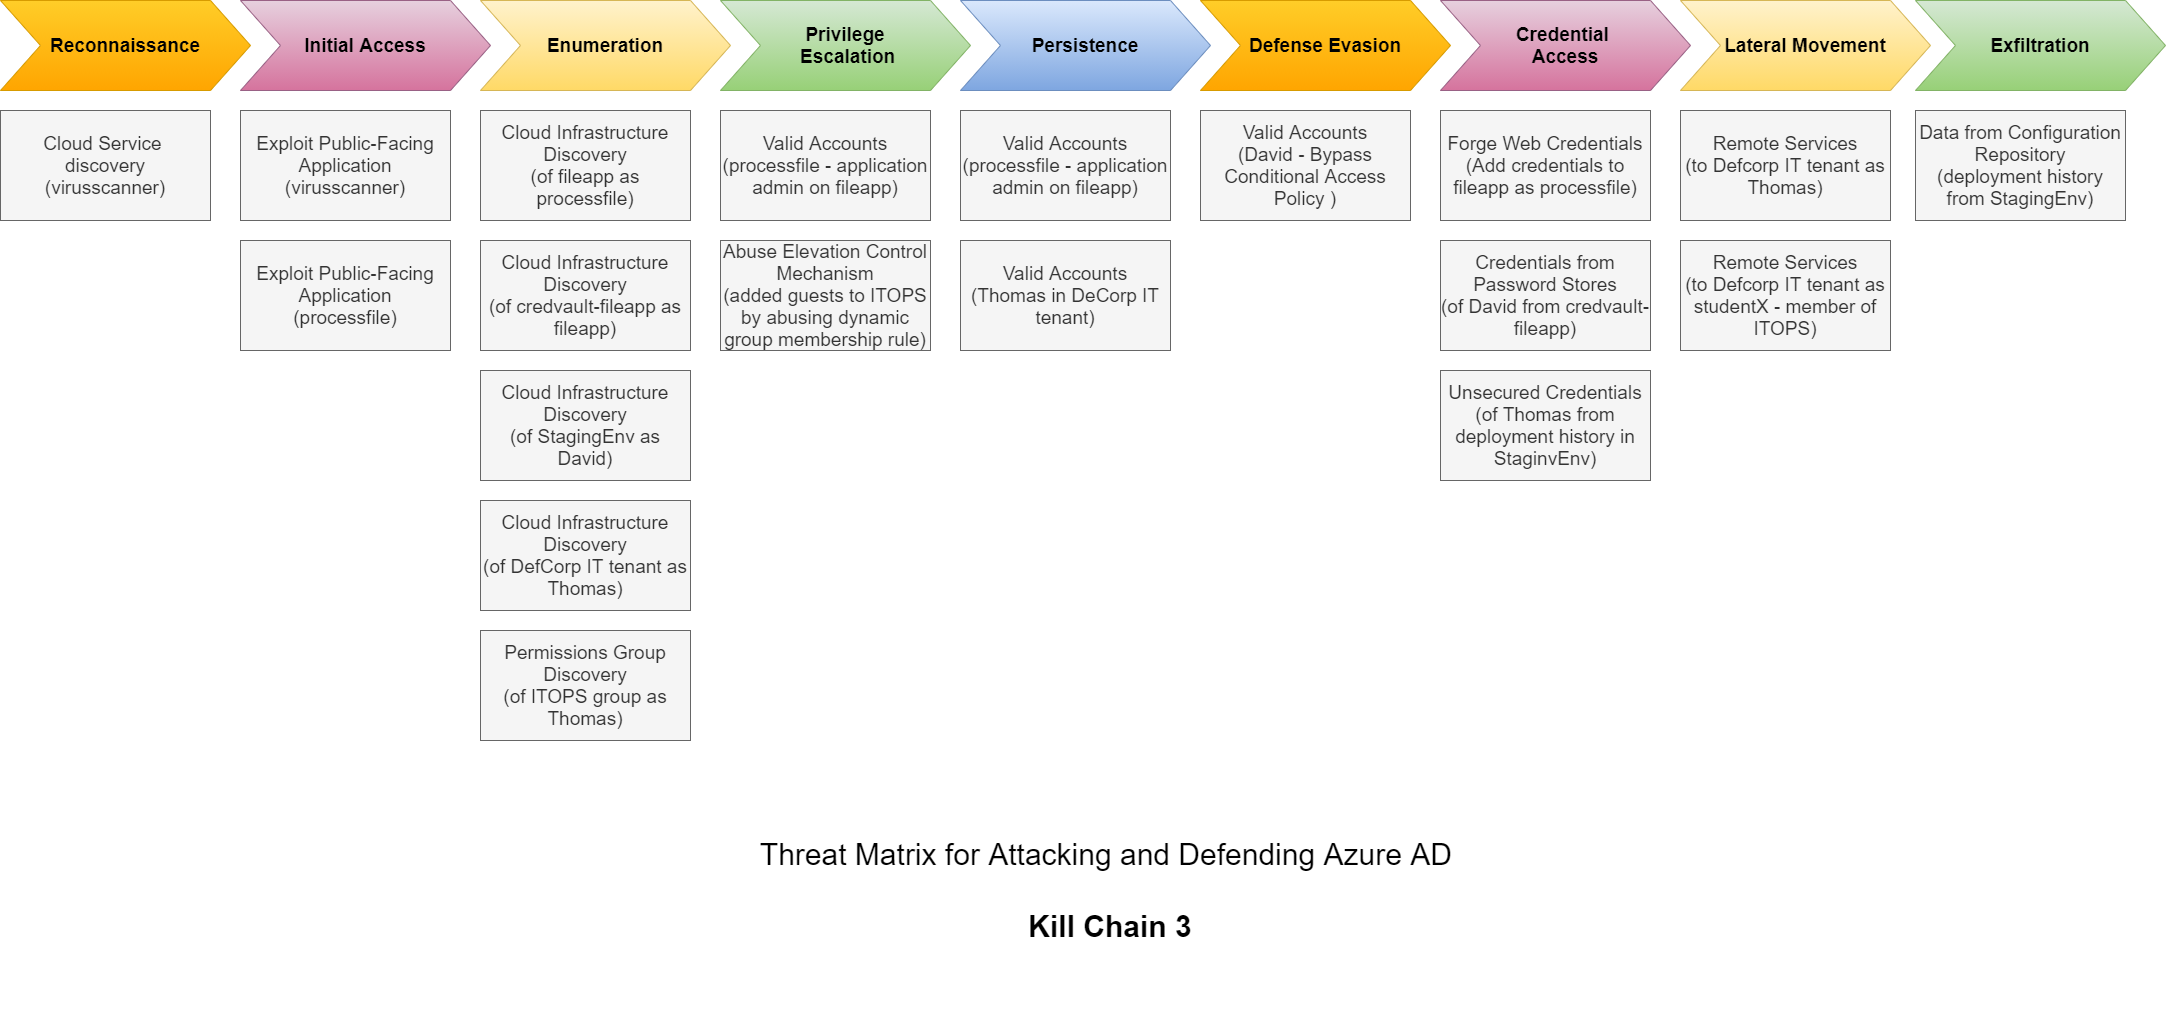 Reconnaissance
Initial Access
Enumeration
Privilege
Escalation
Persistence
Defense Evasion
Credential
Access
Lateral Movement
Exfiltration
Cloud Service
discovery
(virusscanner)
Exploit Public-Facing
Application
(virusscanner)
Exploit Public-Facing
Application
(processfile)
Cloud Infrastructure
Discovery
(of fileapp as
processfile)
Cloud Infrastructure
Discovery
(of credvault-fileapp as
fileapp)
Cloud Infrastructure
Discovery
(of StagingEnv as
David)
Cloud Infrastructure
Discovery
(of DefCorp IT tenant as
Thomas)
Permissions Group
Discovery
(of ITOPS group as
Thomas)
Valid Accounts
(processfile - application
admin on fileapp)
Abuse Elevation Control
Mechanism
(added guests to ITOPS
by abusing dynamic
group membership rule)
Valid Accounts
(processfile - application
admin on fileapp)
Valid Accounts
(Thomas in DeCorp IT
tenant)
Valid Accounts
(David - Bypass
Conditional Access
Policy )
Forge Web Credentials
(Add credentials to
fileapp as processfile)
Credentials from
Password Stores
(of David from credvault-
fileapp)
Unsecured Credentials
(of Thomas from
deployment history in
StaginvEnv)
Remote Services
(to Defcorp IT tenant as
Thomas)
Remote Services
(to Defcorp IT tenant as
studentX - member of
ITOPS)
Data from Configuration
Repository
(deployment history
from StagingEnv)
Threat Matrix for Attacking and Defending Azure AD
Kill Chain 3